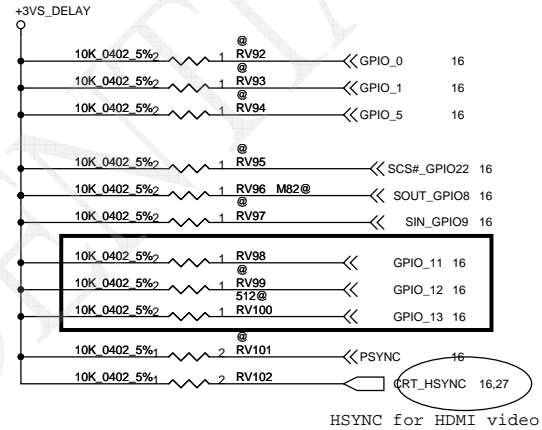 +3VS_DELAY
@
10K_0402_5% 2 1 RV92 GPIO_0 16
@
10K_0402_5% 2 1 RV93 GPIO_1 16
@
10K_0402_5% 2 1 RV94 GPIO_5 16
@
10K_0402_5% 2 1 RV95 SCS#_GPIO22 16
10K_0402_5% 2 1 RV96 M82@ SOUT_GPIO8 16
@
10K_0402_5% 2 1 RV97 SIN_GPIO9 16
10K_0402_5% 2 1 RV98 GPIO_11 16
@
10K_0402_5% 2 1 RV99 GPIO_12 16
512@
10K_0402_5% 2 1 RV100 GPIO_13 16
@
10K_0402_5% 1 2 RV101 PSYNC 16
10K_0402_5% 1 2 RV102 CRT_HSYNC 16,27
HSYNC for HDMI video